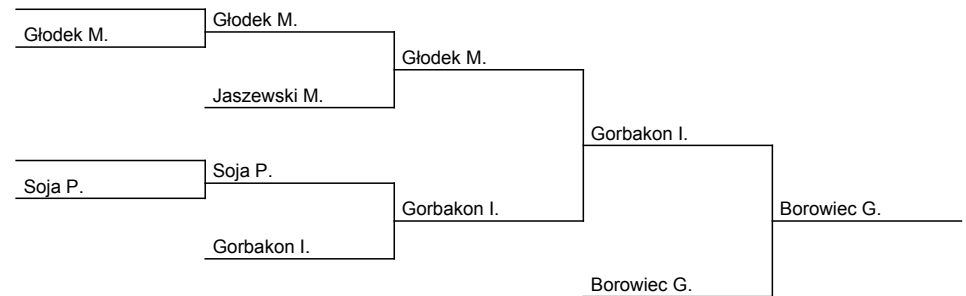 Głodek M.
Głodek M.
Głodek M.
Jaszewski M.
Gorbakon I.
Soja P.
Soja P.
Gorbakon I.
Borowiec G.
Gorbakon I.
Borowiec G.